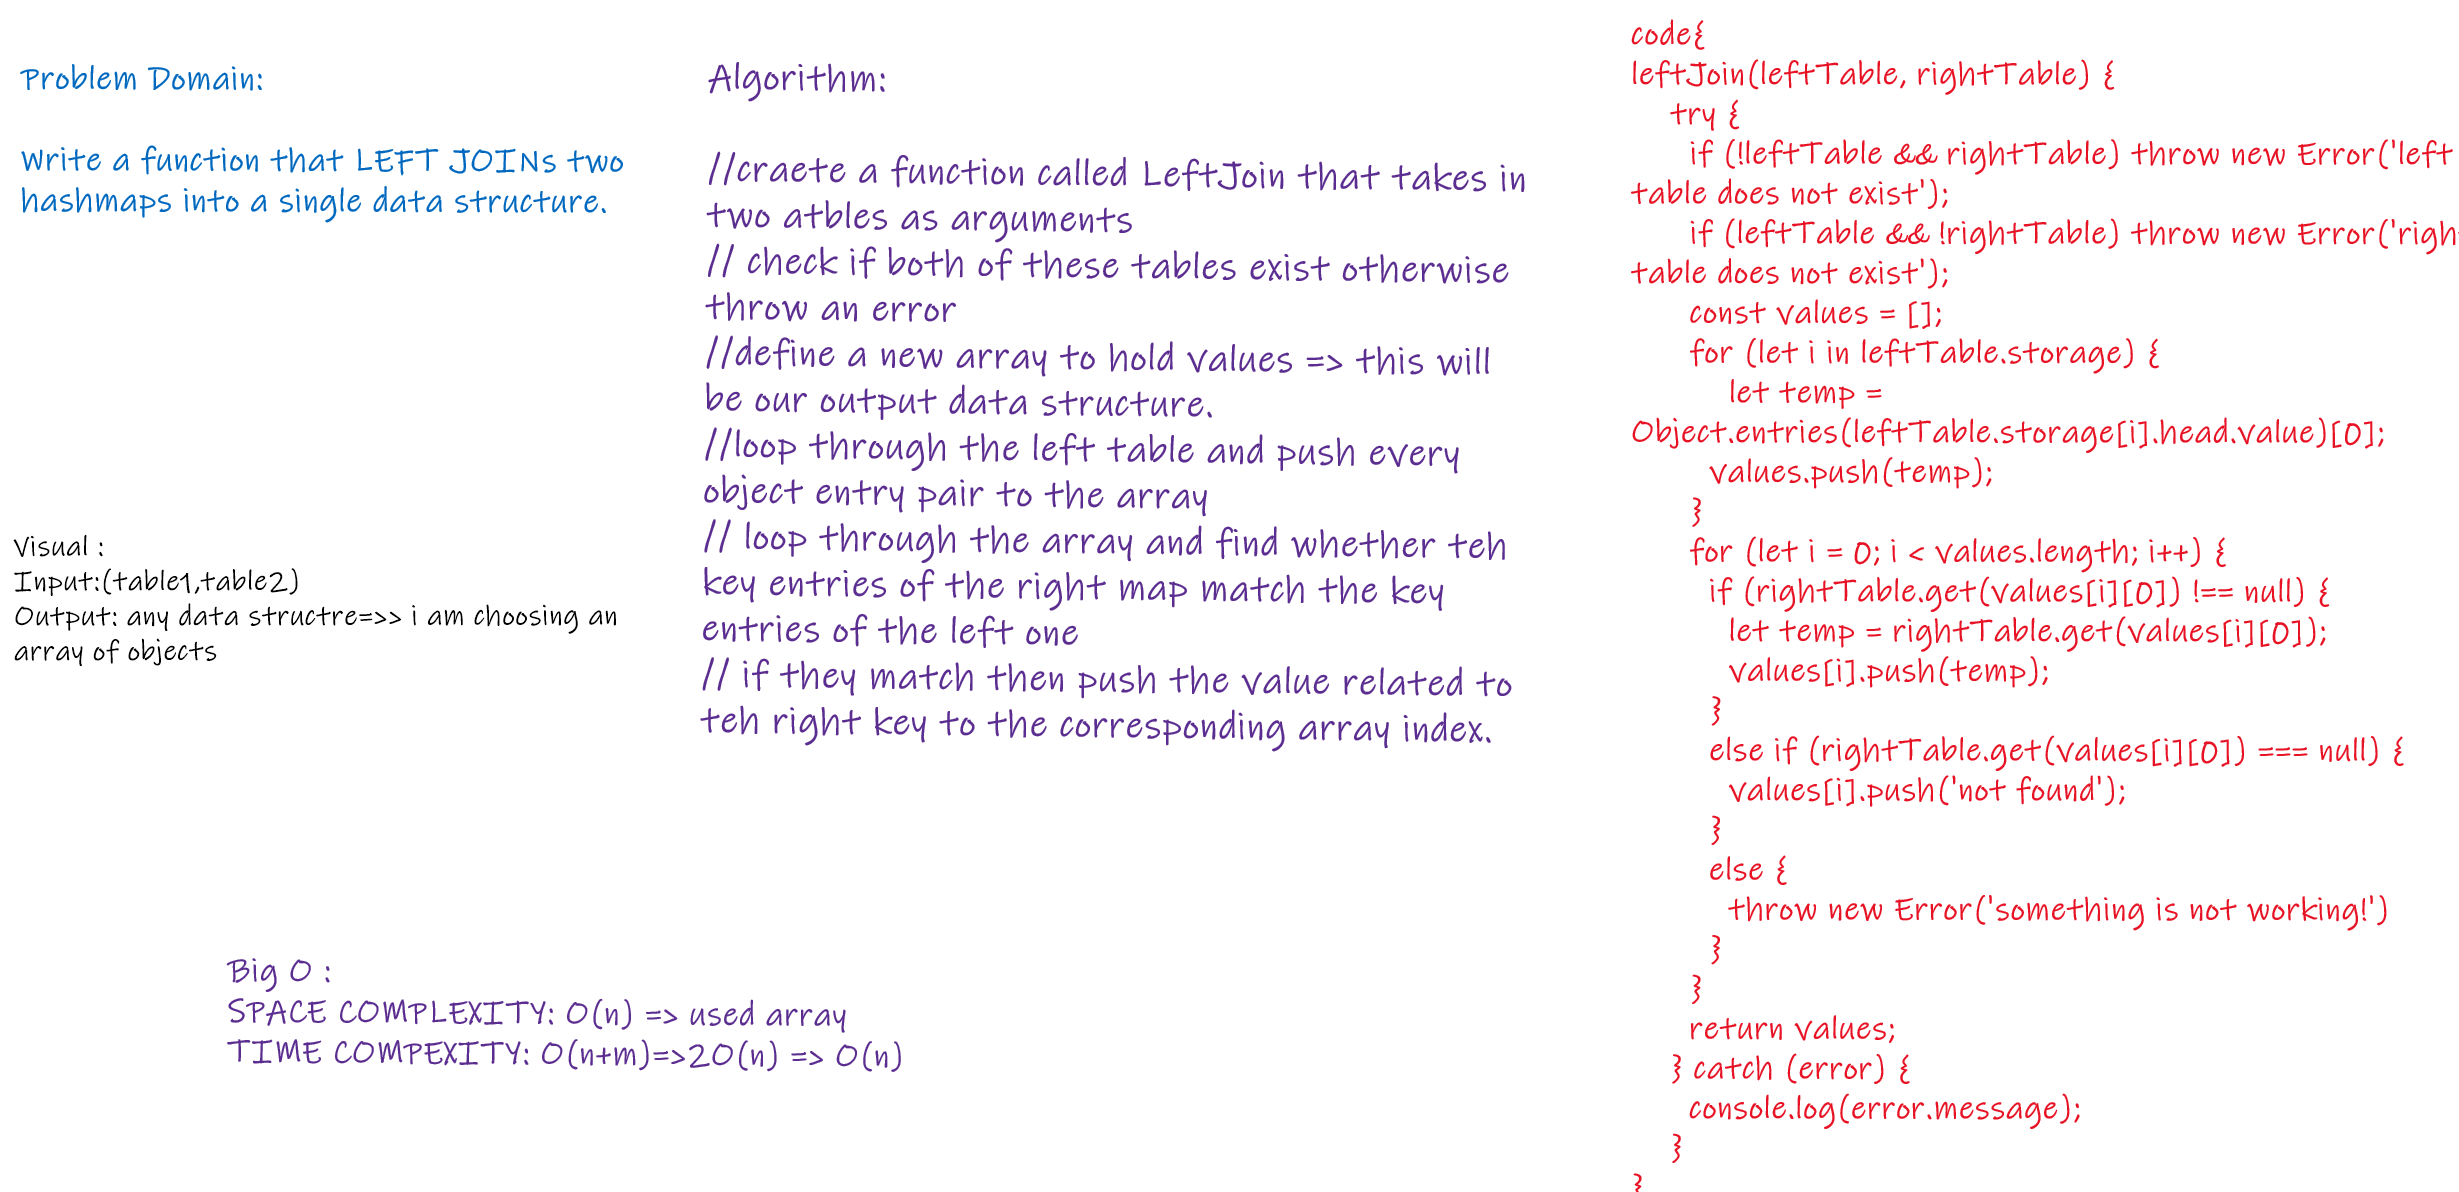 Problem Domain:
Write a function that LEFT JOINs two
hashmaps into a single data structure.
Visual :
Input:(table1,table2)
Output: any data structre=>> i am choosing an
array of objects
Big O :
SPACE COMPLEXITY: O(n) => used array
TIME COMPEXITY: O(n+m)=>2O(n) => O(n)
Algorithm:
//craete a function called LeftJoin that takes in
two atbles as arguments
// check if both of these tables exist otherwise
throw an error
//define a new array to hold values => this will
be our output data structure.
//loop through the left table and push every
object entry pair to the array
// loop through the array and find whether teh
key entries of the right map match the key
entries of the left one
// if they match then push the value related to
teh right key to the corresponding array index.
code{
leftJoin(leftTable, rightTable) {
try {
if (!leftTable && rightTable) throw new Error('left
table does not exist');
if (leftTable && !rightTable) throw new Error('righ
table does not exist');
const values = [];
for (let i in leftTable.storage) {
let temp =
Object.entries(leftTable.storage[i].head.value)[0];
values.push(temp);
}
for (let i = 0; i < values.length; i++) {
if (rightTable.get(values[i][0]) !== null) {
let temp = rightTable.get(values[i][0]);
values[i].push(temp);
}
else if (rightTable.get(values[i][0]) === null) {
values[i].push('not found');
}
else {
throw new Error('something is not working!')
}
}
return values;
} catch (error) {
console.log(error.message);
}
}